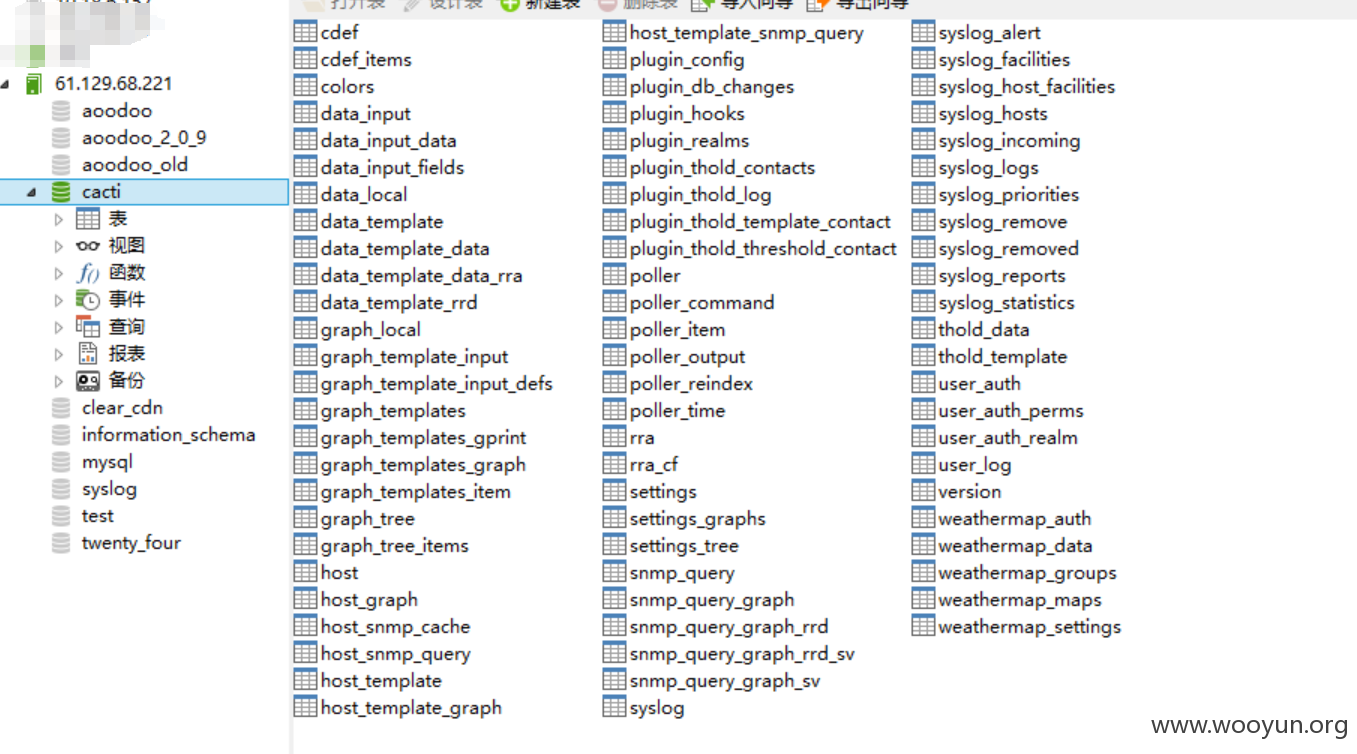 打开表 设计表 新建表 删除表 导入向导 导出向导
61.129.68.221
aoodoo
aoodoo_2_0_9
aoodoo_old
cacti
表
视图
函数
事件
查询
报表
备份
clear_cdn
information_schema
mysql
syslog
test
twenty_four
cdef
cdef_items
colors
data_input
data_input_data
data_input_fields
data_local
data_template
data_template_data
data_template_data_rra
data_template_rrd
graph_local
graph_template_input
graph_template_input_defs
graph_templates
graph_templates_gprint
graph_templates_graph
graph_templates_item
graph_tree
graph_tree_items
host
host_graph
host_snmp_cache
host_snmp_query
host_template
host_template_graph
host_template_snmp_query
plugin_config
plugin_db_changes
plugin_hooks
plugin_realms
plugin_thold_contacts
plugin_thold_log
plugin_thold_template_contact
plugin_thold_threshold_contact
poller
poller_command
poller_item
poller_output
poller_reindex
poller_time
rra
rra_cf
settings
settings_graphs
settings_tree
snmp_query
snmp_query_graph
snmp_query_graph_rrd
snmp_query_graph_rrd_sv
snmp_query_graph_sv
syslog
syslog_alert
syslog_facilities
syslog_host_facilities
syslog_hosts
syslog_incoming
syslog_logs
syslog_priorities
syslog_remove
syslog_removed
syslog_reports
syslog_statistics
thold_data
thold_template
user_auth
user_auth_perms
user_auth_realm
user_log
version
weathermap_auth
weathermap_data
weathermap_groups
weathermap_maps
weathermap_settings
www.wooyun.org